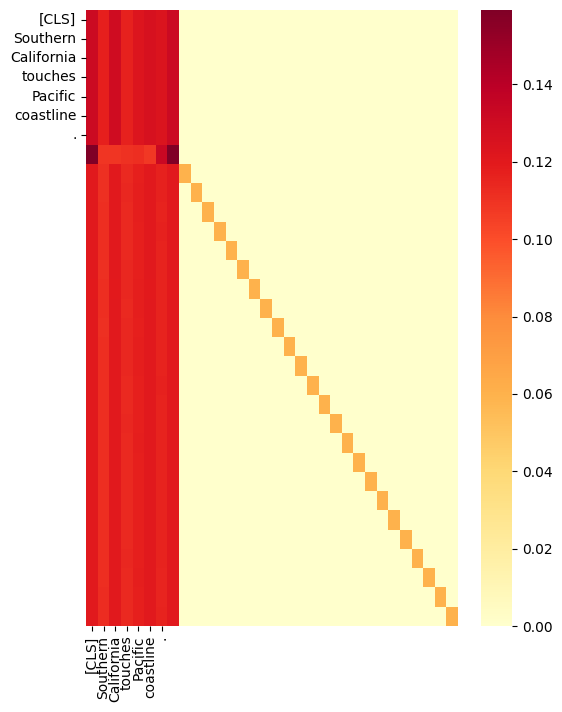 [CLS]
Southern
California
touches
Pacific
coastline
.
0.14
0.12
0.10
0.08
0.06
0.04
0.02
0.00
[CLS]
Southern
California
touches
Pacific
coastline
.